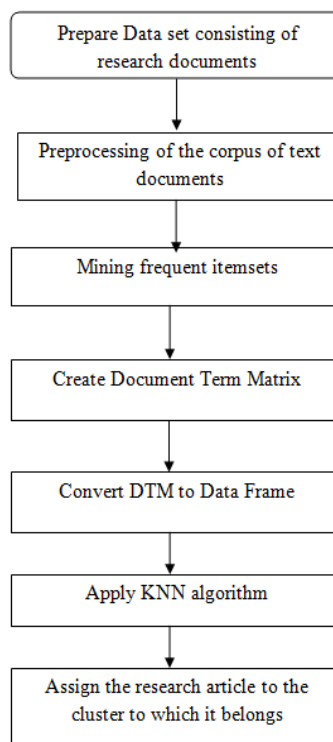 Prepare Data set consisting of
research documents
Preprocessing of the corpus of text
documents
Mining frequent itemsets
Create Document Term Matrix
Convert DTM to Data Frame
Apply KNN algorithm
Assign the research article to the
cluster to which it belongs